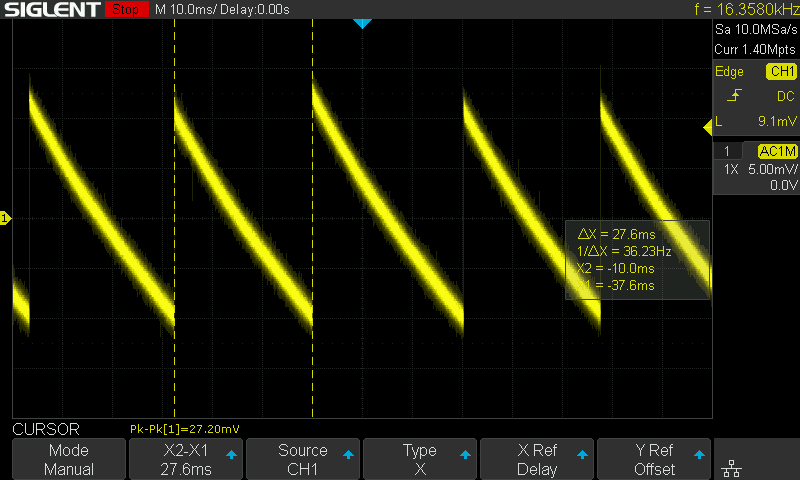 SIGLENT Stop M 10.0ms/ Delay:0.00s f = 16.3580kHz
Sa 10.0MSa/s
Curr 1.40Mpts
Edge CH1
DC
L 9.1mV
1 AC1M
1X 5.00mV/
0.0V
1
ΔX = 27.6ms
1/ΔX = 36.23Hz
X2 = -10.0ms
X1 = -37.6ms
CURSOR Pk-Pk[1]=27.20mV
Mode
Manual
X2-X1
27.6ms
Source
CH1
Type
X
X Ref
Delay
Y Ref
Offset